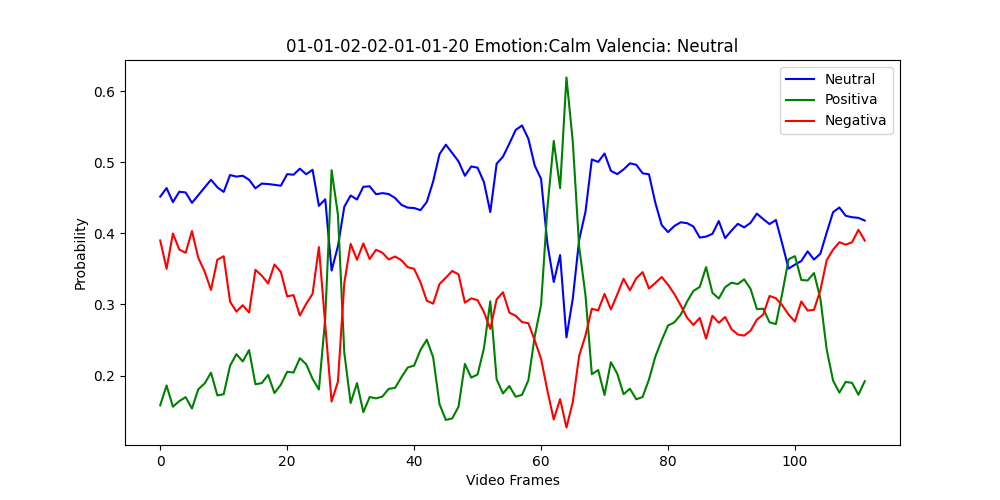 01-01-02-02-01-01-20 Emotion:Calm Valencia: Neutral
Neutral
Positiva
Negativa
Probability
0.6
0.5
0.4
0.3
0.2
0 20 40 60 80 100
Video Frames